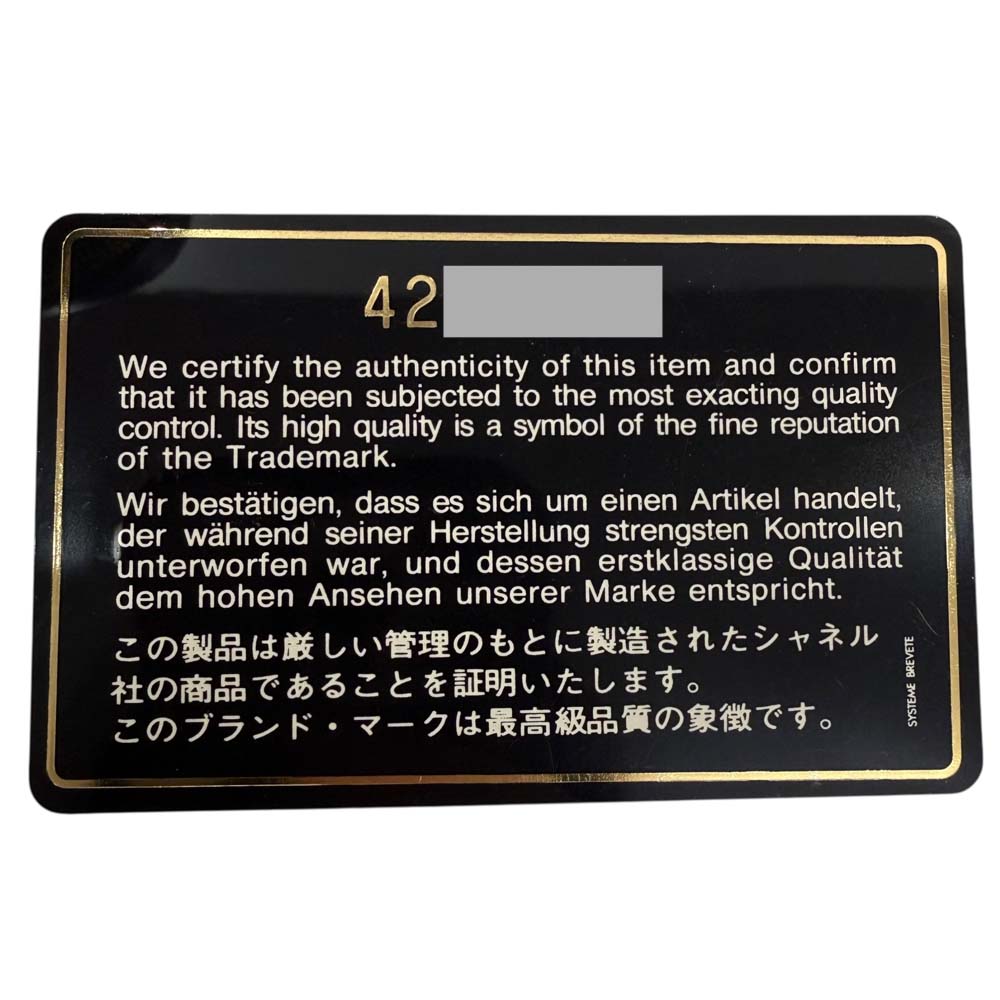 42
We certify the authenticity of this item and confirm
that it has been subjected to the most exacting quality
control. Its high quality is a symbol of the fine reputation
of the Trademark.
Wir bestätigen, dass es sich um einen Artikel handelt,
der während seiner Herstellung strengsten Kontrollen
unterworfen war, und dessen erstklassige Qualität
dem hohen Ansehen unserer Marke entspricht.
この製品は厳しい管理のもとに製造されたシャネル
社の商品であることを証明いたします。
このブランド・マークは最高級品質の象徴です。
SYSTEME BREVETE